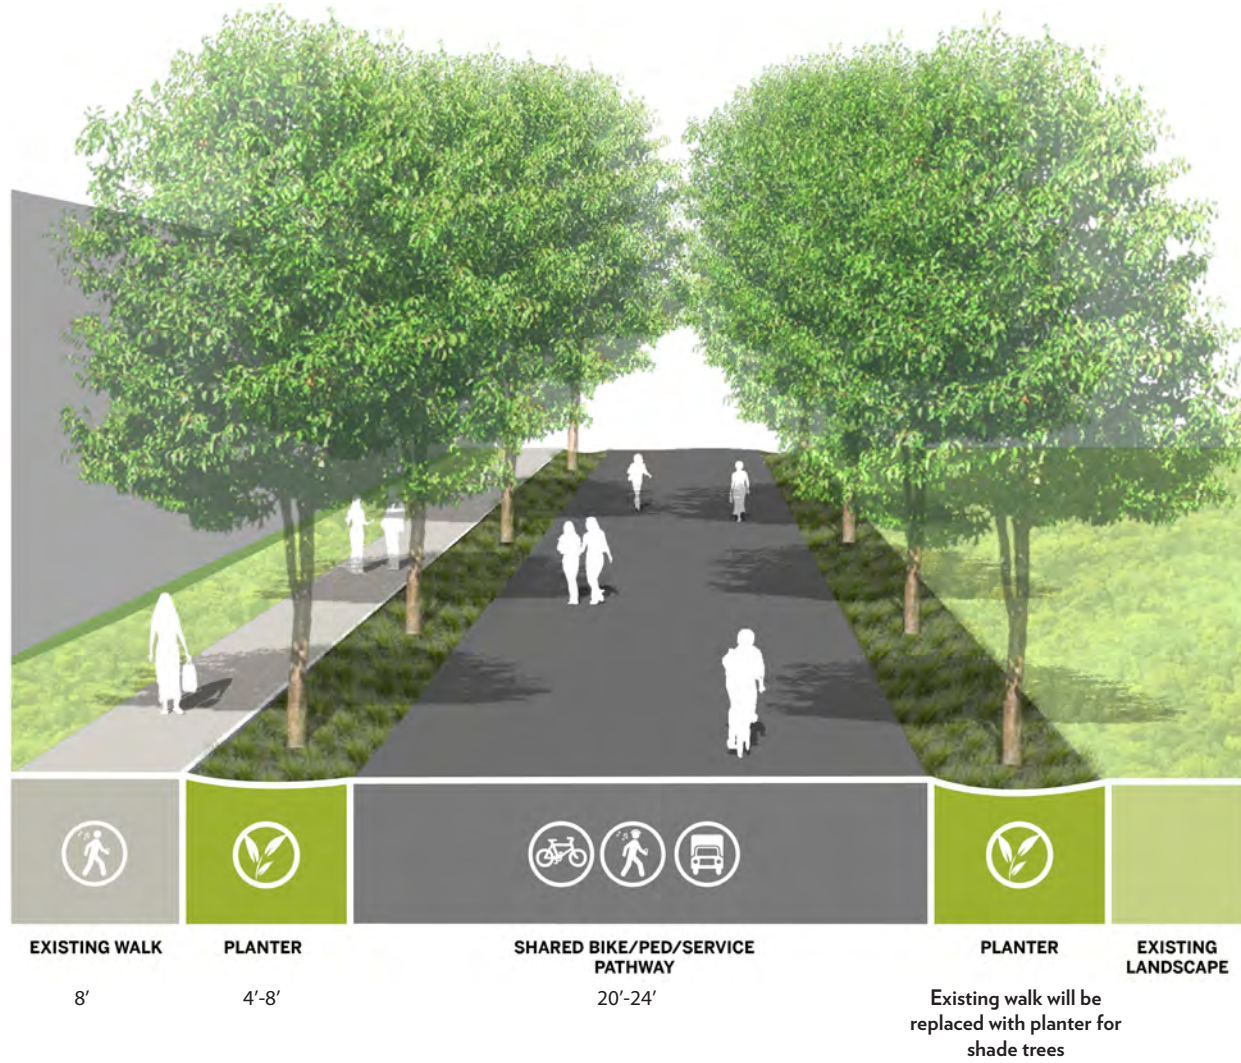 EXISTING WALK
8′
PLANTER
4′-8′
SHARED BIKE/PED/SERVICE
PATHWAY
20′-24′
PLANTER
Existing walk will be
replaced with planter for
shade trees
EXISTING
LANDSCAPE